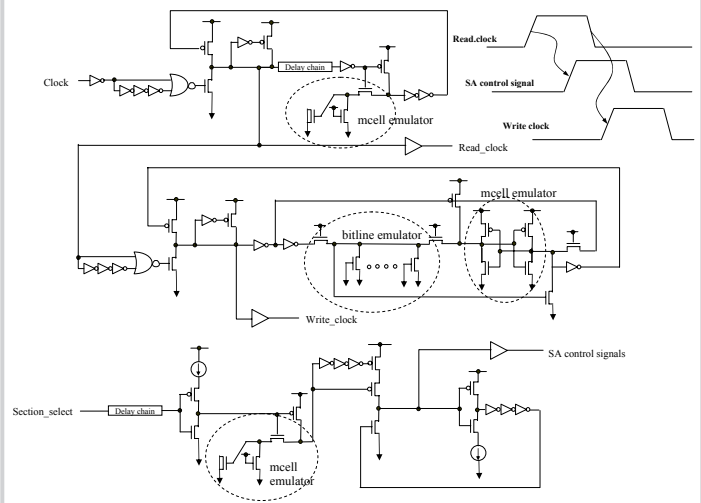 Read.clock
Clock
Delay chain
SA control signal
mcell emulator
Write clock
Read_clock
mcell emulator
bitline emulator
Write_clock
SA control signals
Section_select
Delay chain
mcell
emulator